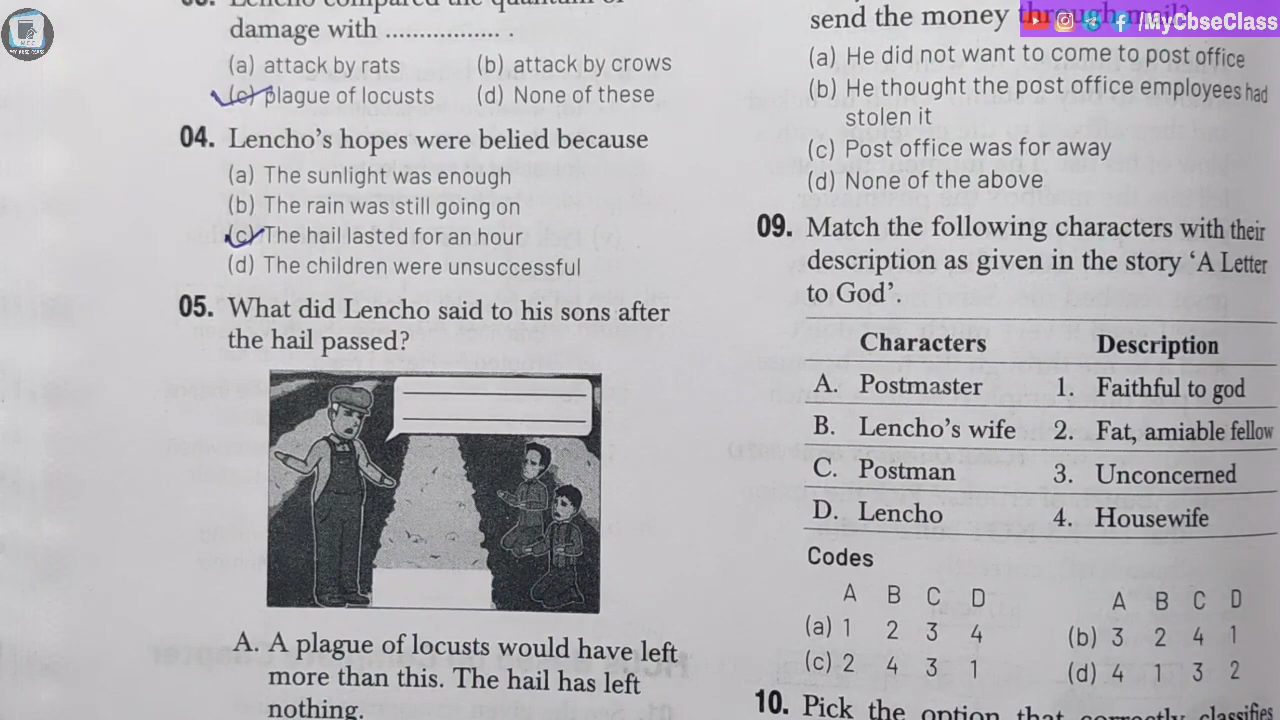 MY CBSE CLASS
/MyCbseClass
damage with ................. .
(a) attack by rats (b) attack by crows
(c) plague of locusts (d) None of these
04. Lencho's hopes were belied because
(a) The sunlight was enough
(b) The rain was still going on
(c) The hail lasted for an hour
(d) The children were unsuccessful
05. What did Lencho said to his sons after
the hail passed?
A. A plague of locusts would have left
more than this. The hail has left
nothing.
send the money through mail?
(a) He did not want to come to post office
(b) He thought the post office employees had
stolen it
(c) Post office was for away
(d) None of the above
09. Match the following characters with their
description as given in the story 'A Letter
to God'.
Characters Description
A. Postmaster 1. Faithful to god
B. Lencho's wife 2. Fat, amiable fellow
C. Postman 3. Unconcerned
D. Lencho 4. Housewife
Codes
A B C D A B C D
(a) 1 2 3 4 (b) 3 2 4 1
(c) 2 4 3 1 (d) 4 1 3 2
10. Pick the option that correctly classifies